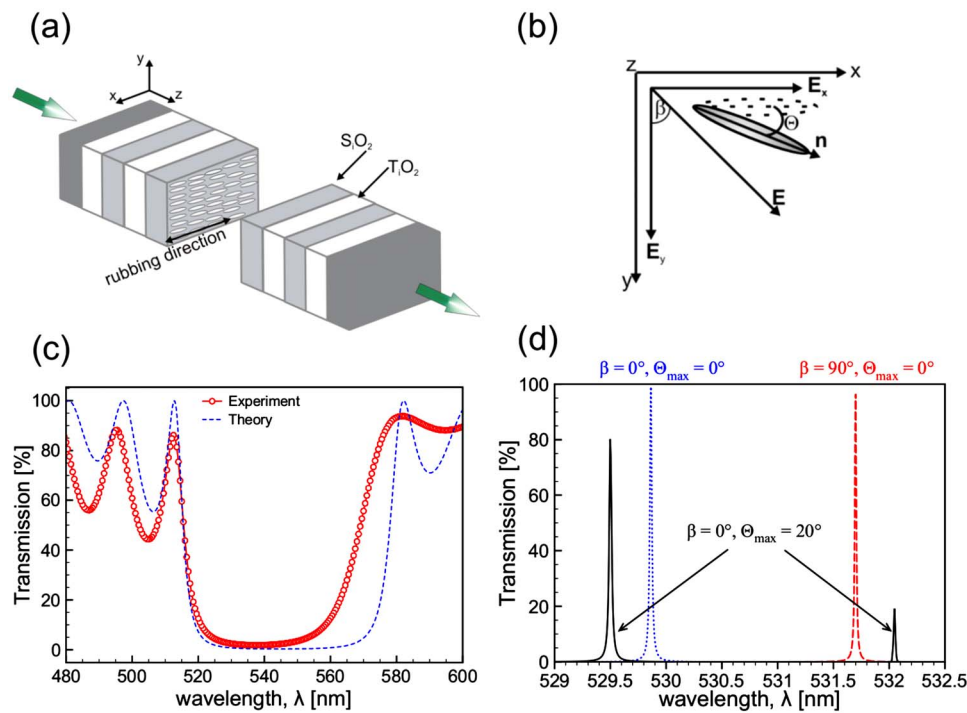 (a)
y
x
z
SiO2
TiO2
rubbing direction
(b)
z
x
Ex
β
Θ
n
E
Ey
y
(c)
Experiment
Theory
Transmission [%]
100
80
60
40
20
0
480 500 520 540 560 580 600
wavelength, λ [nm]
(d)
β = 0°, Θmax = 0°
β = 90°, Θmax = 0°
β = 0°, Θmax = 20°
Transmission [%]
100
80
60
40
20
0
529 529.5 530 530.5 531 531.5 532 532.5
wavelength, λ [nm]